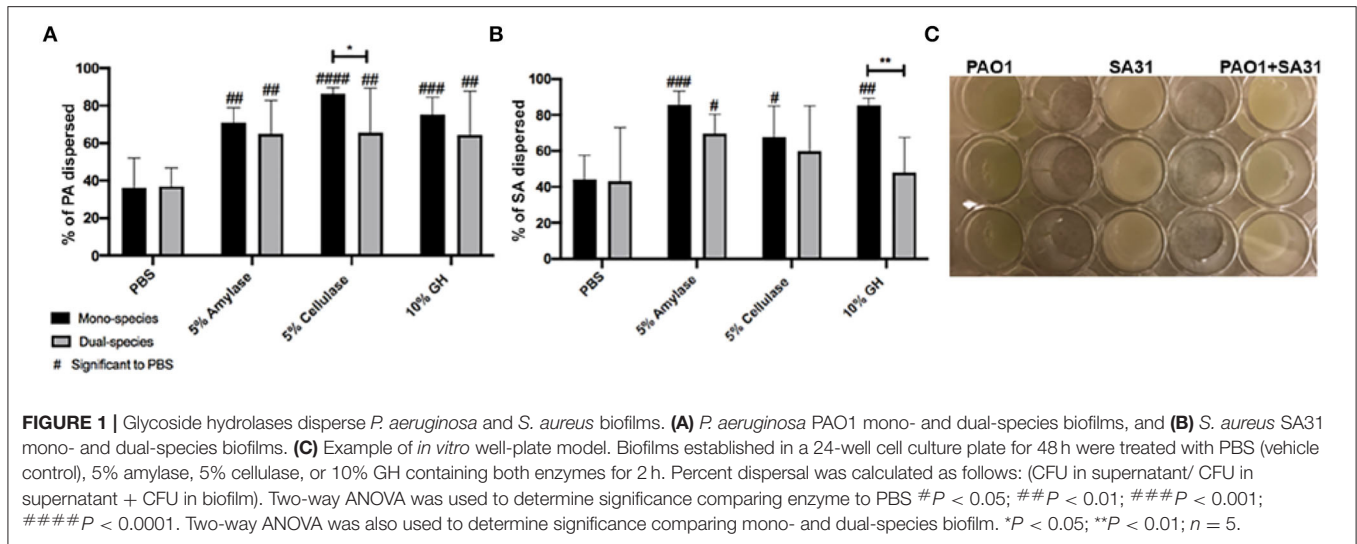 A
B
C
*
####
##
##
##
###
##
% of PA dispersed
100
80
60
40
20
0
PBS
5% Amylase
5% Cellulase
10% GH
Mono-species
Dual-species
# Significant to PBS
**
###
#
#
##
% of SA dispersed
100
80
60
40
20
0
PBS
5% Amylase
5% Cellulase
10% GH
PAO1 SA31 PAO1+SA31
FIGURE 1 | Glycoside hydrolases disperse P. aeruginosa and S. aureus biofilms. (A) P. aeruginosa PAO1 mono- and dual-species biofilms, and (B) S. aureus SA31
mono- and dual-species biofilms. (C) Example of in vitro well-plate model. Biofilms established in a 24-well cell culture plate for 48 h were treated with PBS (vehicle
control), 5% amylase, 5% cellulase, or 10% GH containing both enzymes for 2 h. Percent dispersal was calculated as follows: (CFU in supernatant/ CFU in
supernatant + CFU in biofilm). Two-way ANOVA was used to determine significance comparing enzyme to PBS #P < 0.05; ##P < 0.01; ###P < 0.001;
####P < 0.0001. Two-way ANOVA was also used to determine significance comparing mono- and dual-species biofilm. *P < 0.05; **P < 0.01; n = 5.